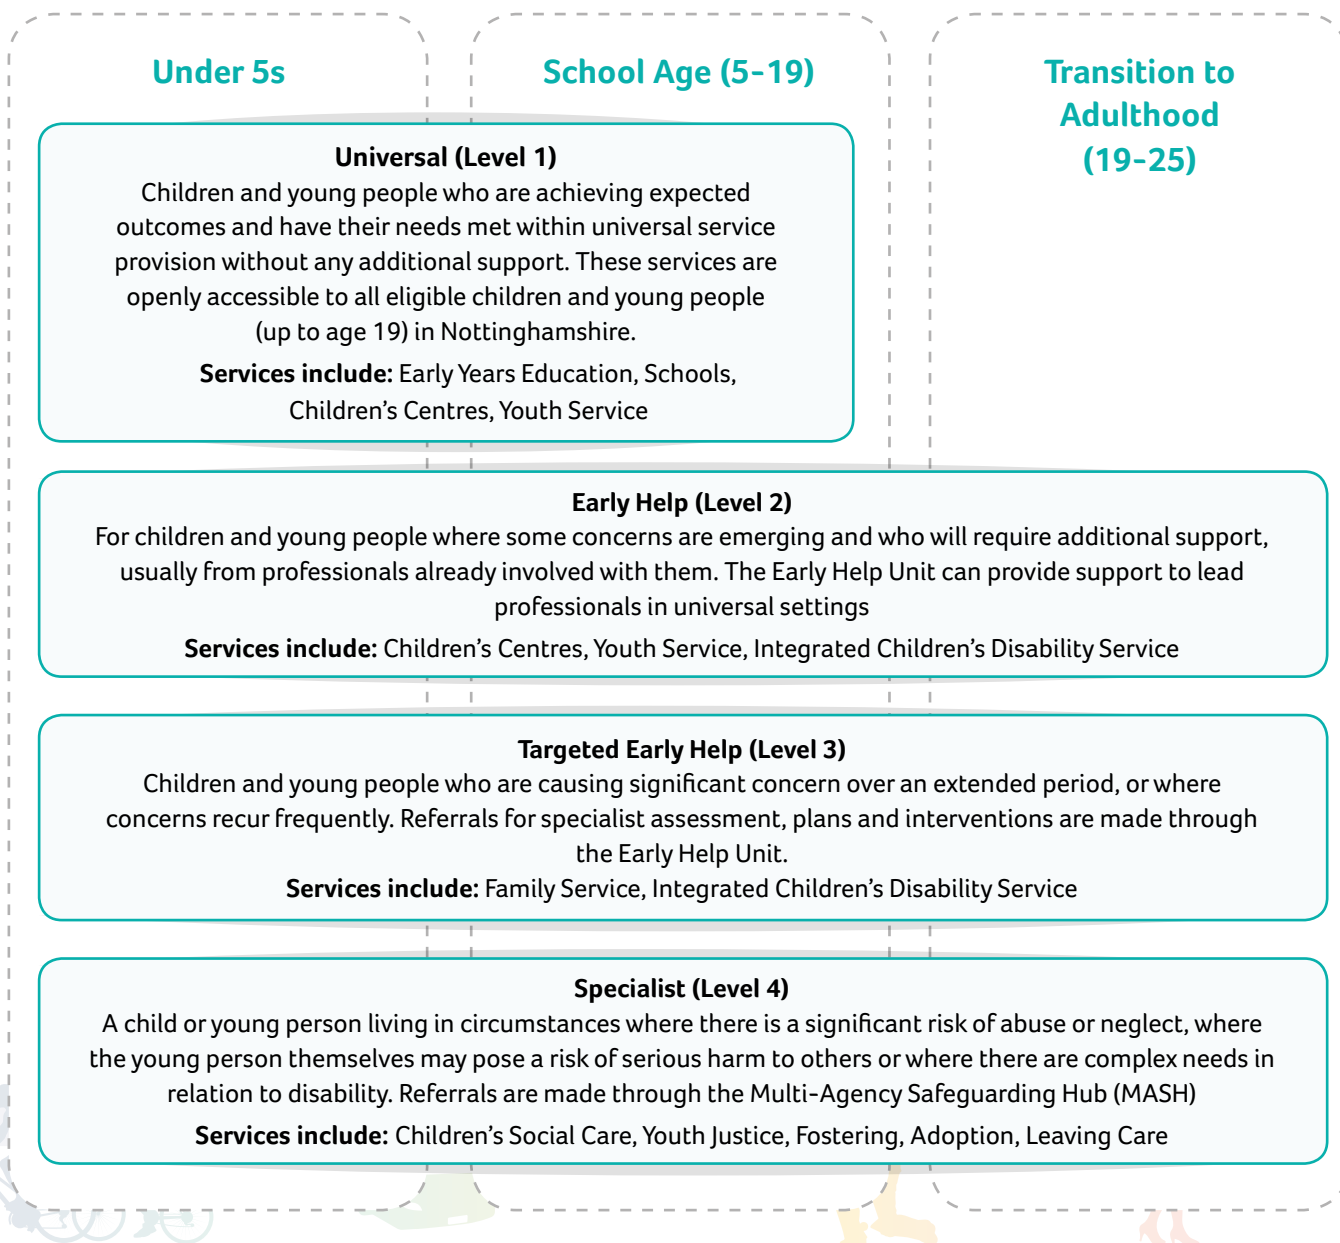 Under 5s
School Age (5-19)
Transition to
Adulthood
(19-25)
Universal (Level 1)
Children and young people who are achieving expected
outcomes and have their needs met within universal service
provision without any additional support. These services are
openly accessible to all eligible children and young people
(up to age 19) in Nottinghamshire.
Services include: Early Years Education, Schools,
Children’s Centres, Youth Service
Early Help (Level 2)
For children and young people where some concerns are emerging and who will require additional support,
usually from professionals already involved with them. The Early Help Unit can provide support to lead
professionals in universal settings
Services include: Children’s Centres, Youth Service, Integrated Children’s Disability Service
Targeted Early Help (Level 3)
Children and young people who are causing significant concern over an extended period, or where
concerns recur frequently. Referrals for specialist assessment, plans and interventions are made through
the Early Help Unit.
Services include: Family Service, Integrated Children’s Disability Service
Specialist (Level 4)
A child or young person living in circumstances where there is a significant risk of abuse or neglect, where
the young person themselves may pose a risk of serious harm to others or where there are complex needs in
relation to disability. Referrals are made through the Multi-Agency Safeguarding Hub (MASH)
Services include: Children’s Social Care, Youth Justice, Fostering, Adoption, Leaving Care